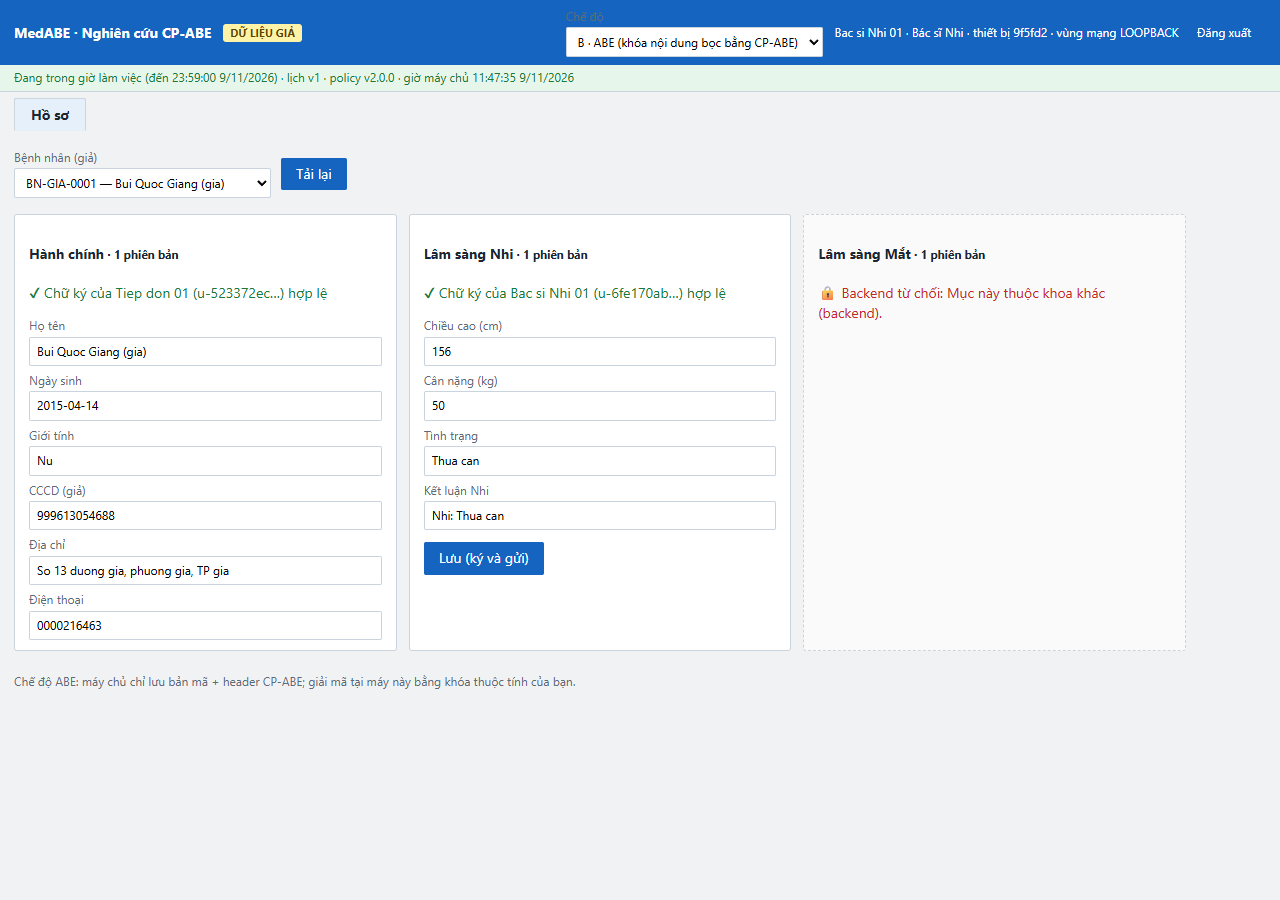 MedABE · Nghiên cứu CP-ABE DỮ LIỆU GIẢ
Chế độ
B · ABE (khóa nội dung bọc bằng CP-ABE)
Bac si Nhi 01 · Bác sĩ Nhi · thiết bị 9f5fd2 · vùng mạng LOOPBACK
Đăng xuất
Đang trong giờ làm việc (đến 23:59:00 9/11/2026) · lịch v1 · policy v2.0.0 · giờ máy chủ 11:47:35 9/11/2026
Hồ sơ
Bệnh nhân (giả)
BN-GIA-0001 — Bui Quoc Giang (gia)
Tải lại
Hành chính · 1 phiên bản
✓ Chữ ký của Tiep don 01 (u-523372ec...) hợp lệ
Họ tên
Bui Quoc Giang (gia)
Ngày sinh
2015-04-14
Giới tính
Nu
CCCD (giả)
999613054688
Địa chỉ
So 13 duong gia, phuong gia, TP gia
Điện thoại
0000216463
Lâm sàng Nhi · 1 phiên bản
✓ Chữ ký của Bac si Nhi 01 (u-6fe170ab...) hợp lệ
Chiều cao (cm)
156
Cân nặng (kg)
50
Tình trạng
Thua can
Kết luận Nhi
Nhi: Thua can
Lưu (ký và gửi)
Lâm sàng Mắt · 1 phiên bản
🔒 Backend từ chối: Mục này thuộc khoa khác
(backend).
Chế độ ABE: máy chủ chỉ lưu bản mã + header CP-ABE; giải mã tại máy này bằng khóa thuộc tính của bạn.